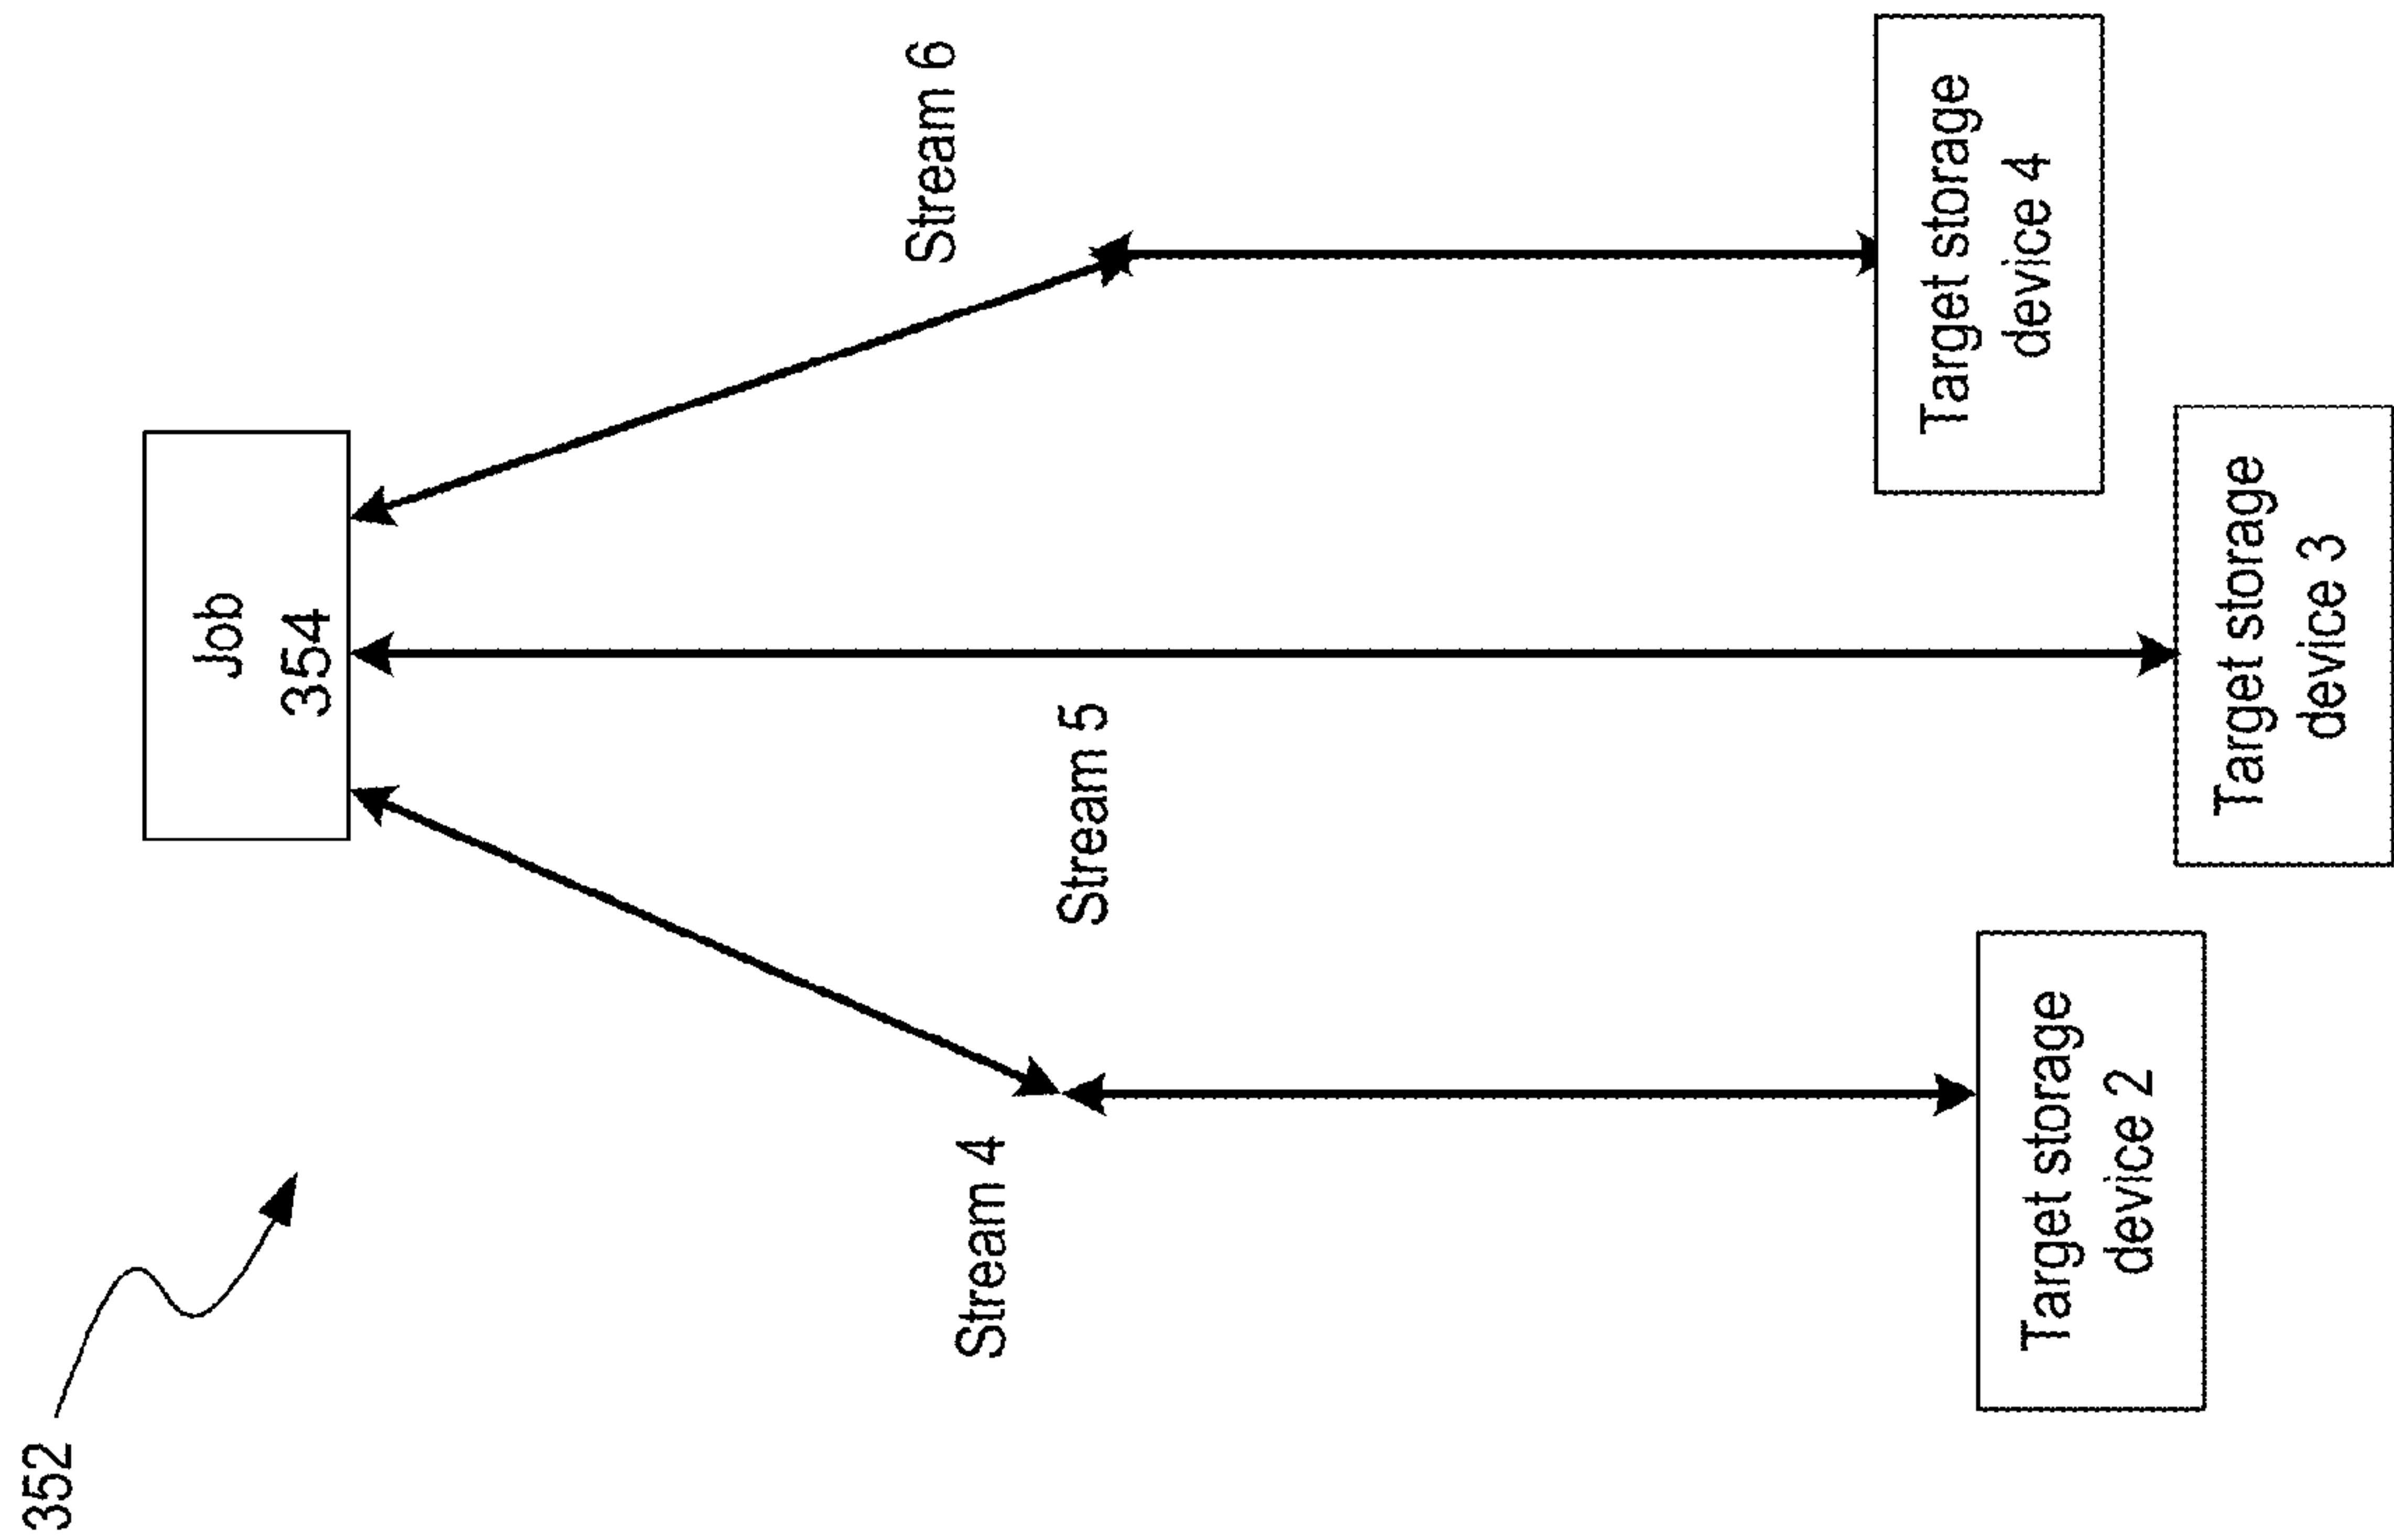 352
Job
354
Stream 4
Stream 5
Stream 6
Target storage
device 2
Target storage
device 3
Target storage
device 4